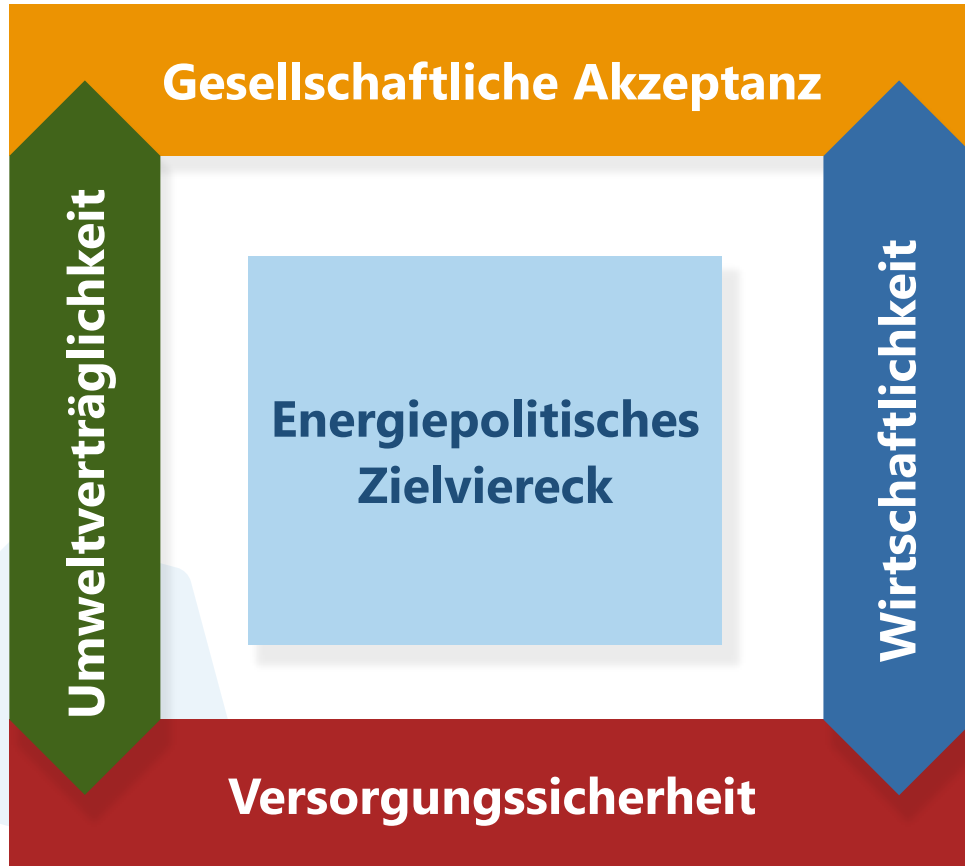 Gesellschaftliche Akzeptanz
Umweltverträglichkeit
Energiepolitisches
Zielviereck
Wirtschaftlichkeit
Versorgungssicherheit